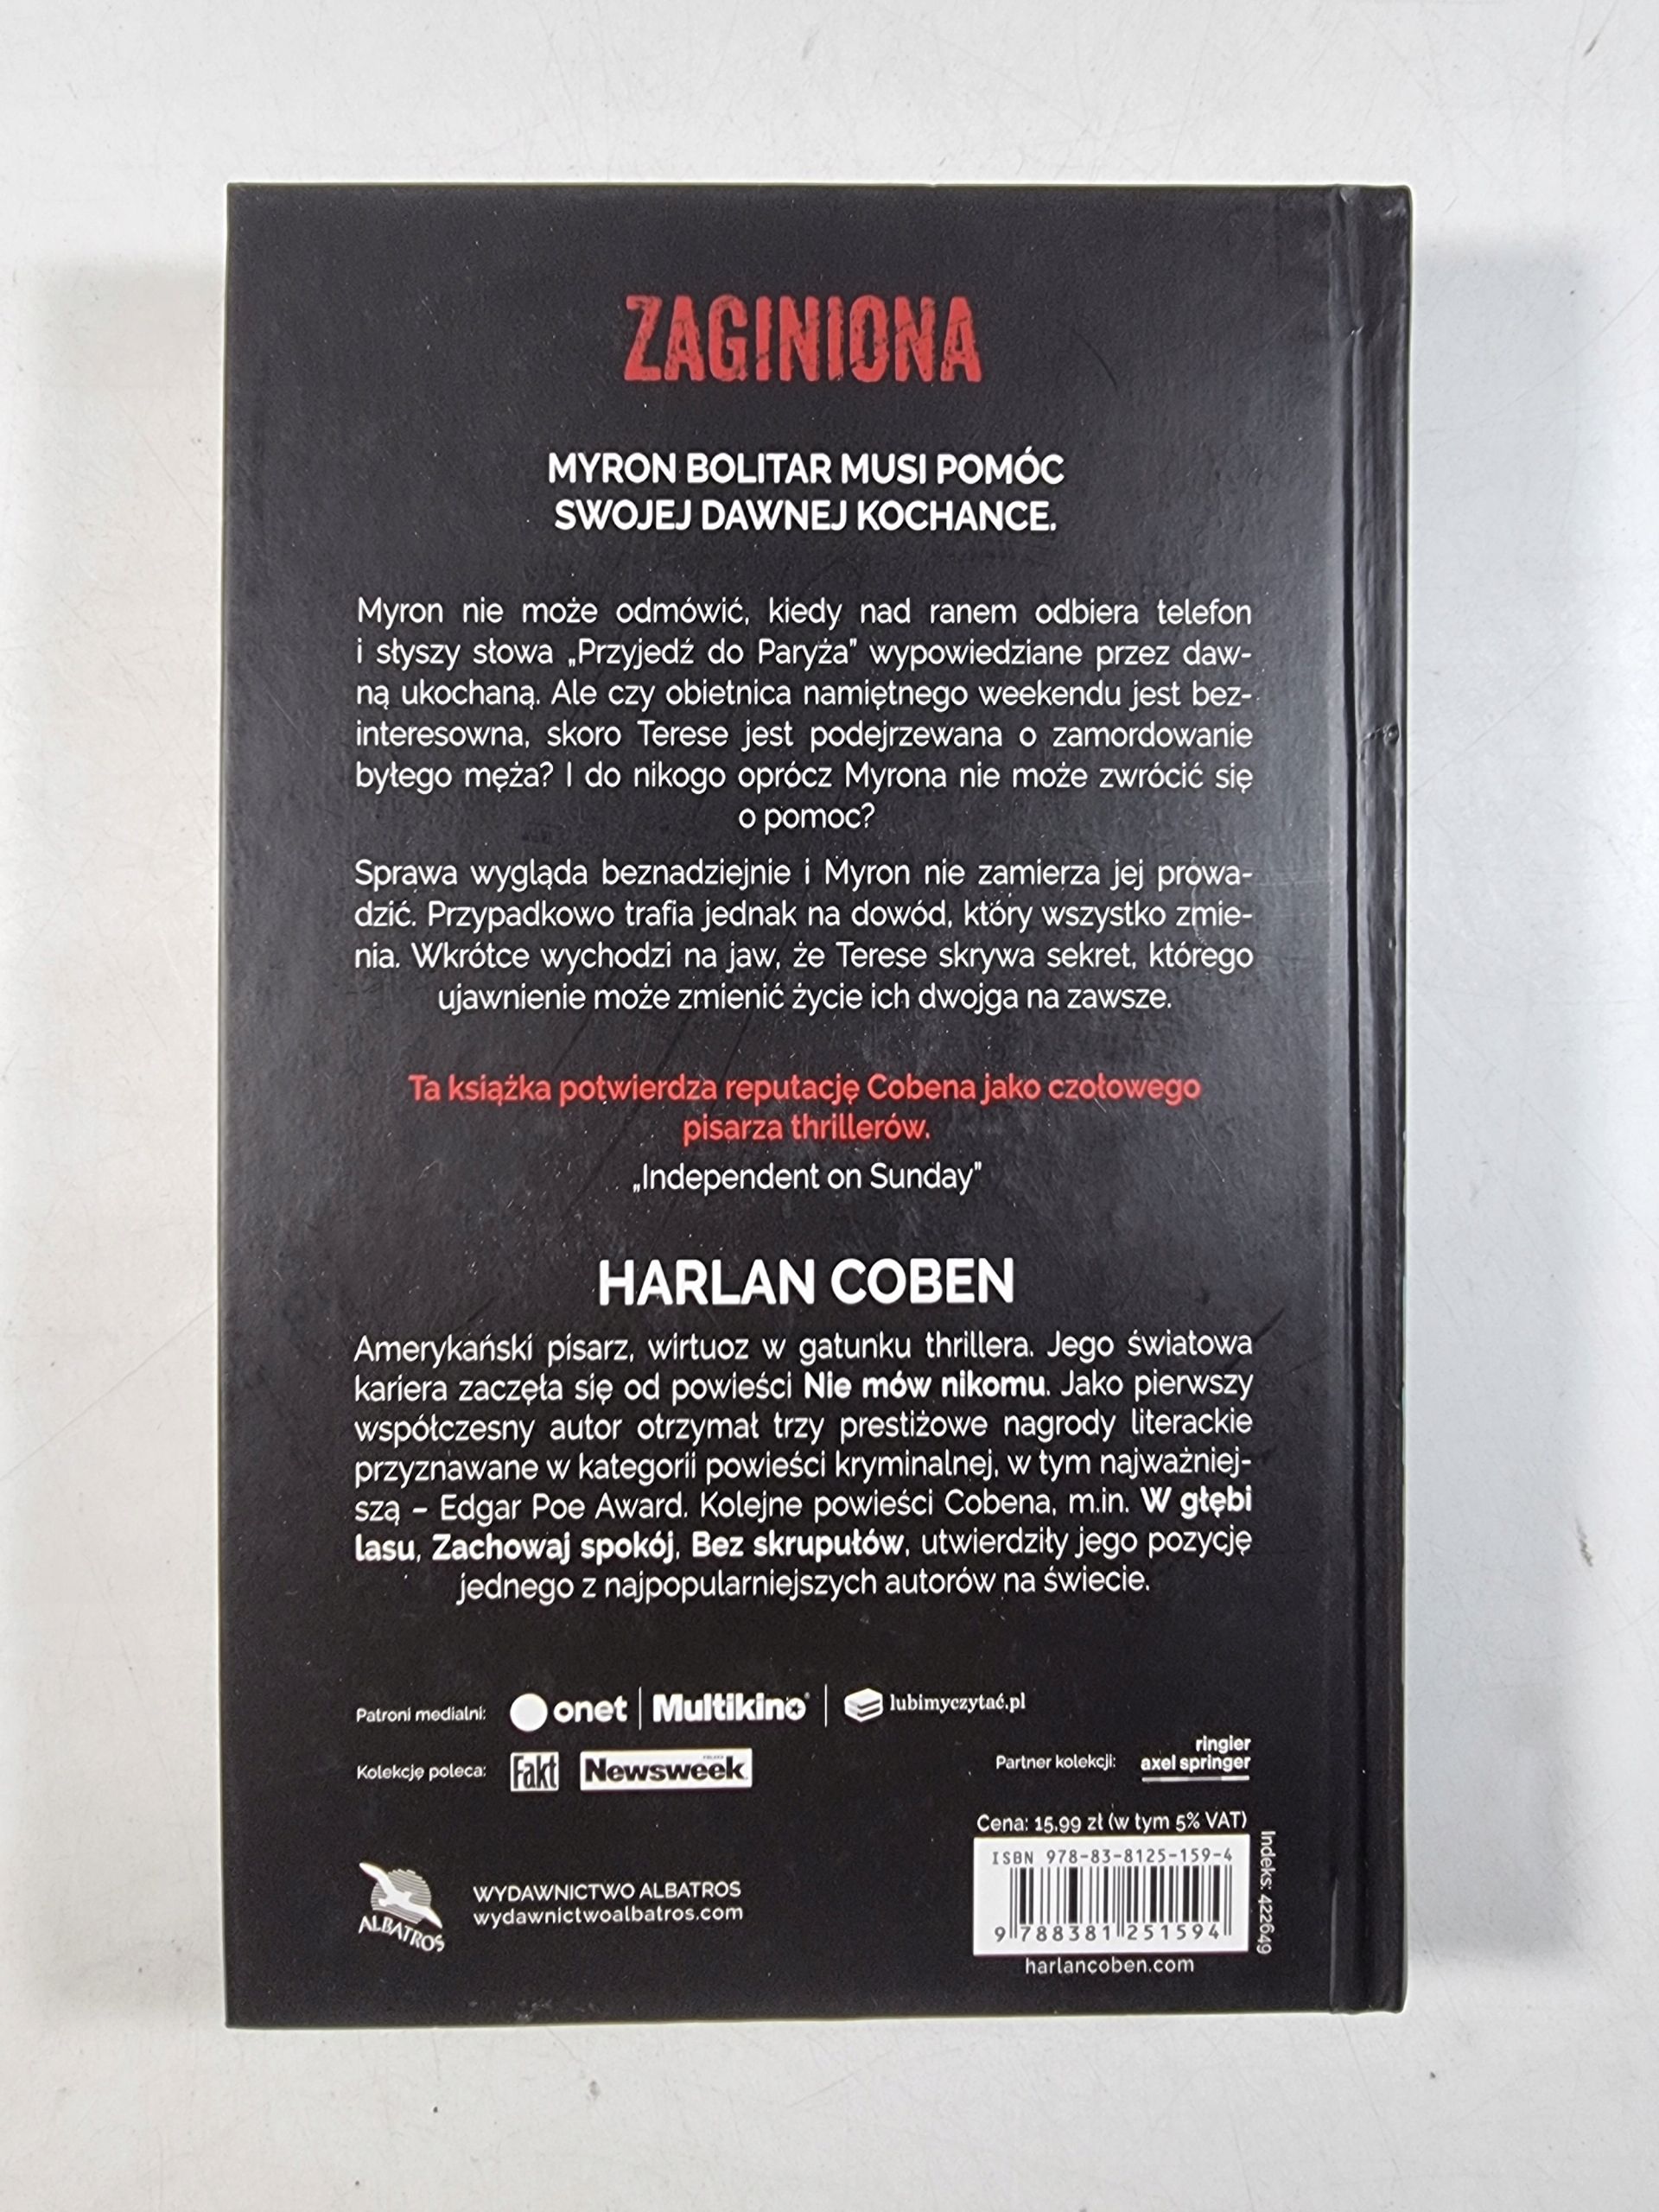 ZAGINIONA
MYRON BOLITAR MUSI POMÓC
SWOJEJ DAWNEJ KOCHANCE.
Myron nie może odmówić, kiedy nad ranem odbiera telefon
i słyszy słowa „Przyjedź do Paryża” wypowiedziane przez daw-
ną ukochaną. Ale czy obietnica namiętnego weekendu jest bez-
interesowna, skoro Terese jest podejrzewana o zamordowanie
byłego męża? I do nikogo oprócz Myrona nie może zwrócić się
o pomoc?
Sprawa wygląda beznadziejnie i Myron nie zamierza jej prowa-
dzić. Przypadkowo trafia jednak na dowód, który wszystko zmie-
nia. Wkrótce wychodzi na jaw, że Terese skrywa sekret, którego
ujawnienie może zmienić życie ich dwojga na zawsze.
Ta książka potwierdza reputację Cobena jako czołowego
pisarza thrillerów.
„Independent on Sunday”
HARLAN COBEN
Amerykański pisarz, wirtuoz w gatunku thrillera. Jego światowa
kariera zaczęła się od powieści Nie mów nikomu. Jako pierwszy
współczesny autor otrzymał trzy prestiżowe nagrody literackie
przyznawane w kategorii powieści kryminalnej, w tym najważniej-
szą – Edgar Poe Award. Kolejne powieści Cobena, m.in. W głębi
lasu, Zachowaj spokój, Bez skrupułów, utwierdziły jego pozycję
jednego z najpopularniejszych autorów na świecie.
Patroni medialni: onet Multikino lubimyczytać.pl
Kolekcję poleca: Fakt Newsweek POLSKA
Partner kolekcji: ringier
axel springer
Cena: 15,99 zł (w tym 5% VAT)
ISBN 978-83-8125-159-4
9 788381 251594
Indeks: 422649
harlancoben.com
ALBATROS
WYDAWNICTWO ALBATROS
wydawnictwoalbatros.com